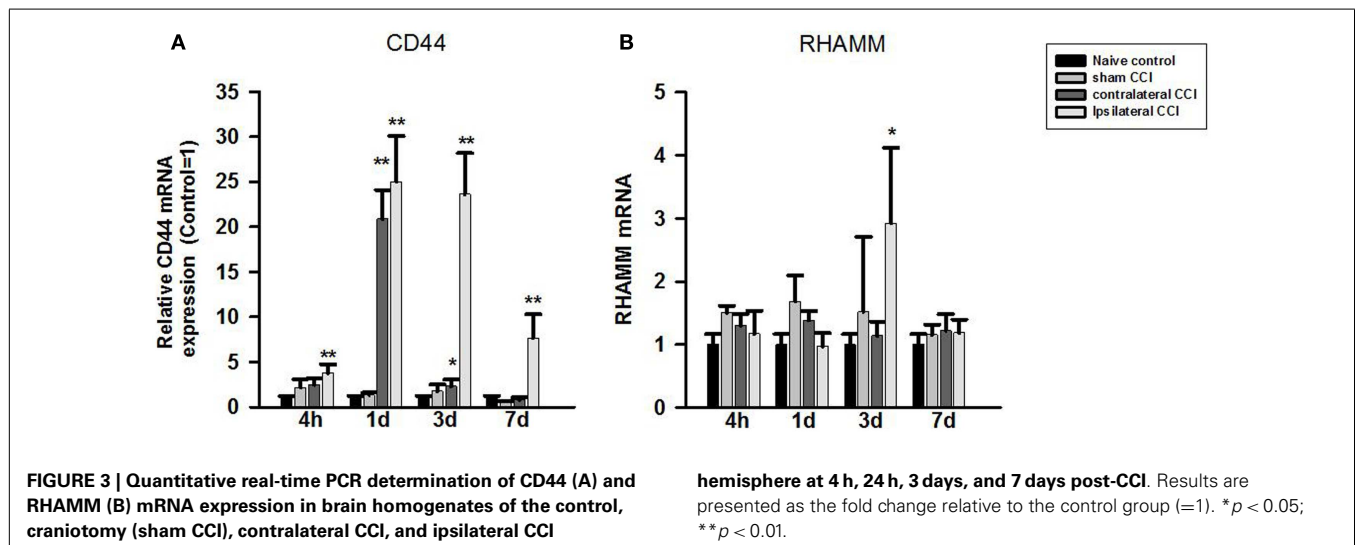 A
CD44
B
RHAMM
Naive control
sham CCI
contralateral CCI
Ipsilateral CCI
Relative CD44 mRNA
expression (Control=1)
35
30
25
20
15
10
5
0
**
**
**
*
**
**
4h 1d 3d 7d
RHAMM mRNA
5
4
3
2
1
0
*
4h 1d 3d 7d
FIGURE 3 | Quantitative real-time PCR determination of CD44 (A) and
RHAMM (B) mRNA expression in brain homogenates of the control,
craniotomy (sham CCI), contralateral CCI, and ipsilateral CCI
hemisphere at 4 h, 24 h, 3 days, and 7 days post-CCI. Results are
presented as the fold change relative to the control group (=1). *p < 0.05;
**p < 0.01.